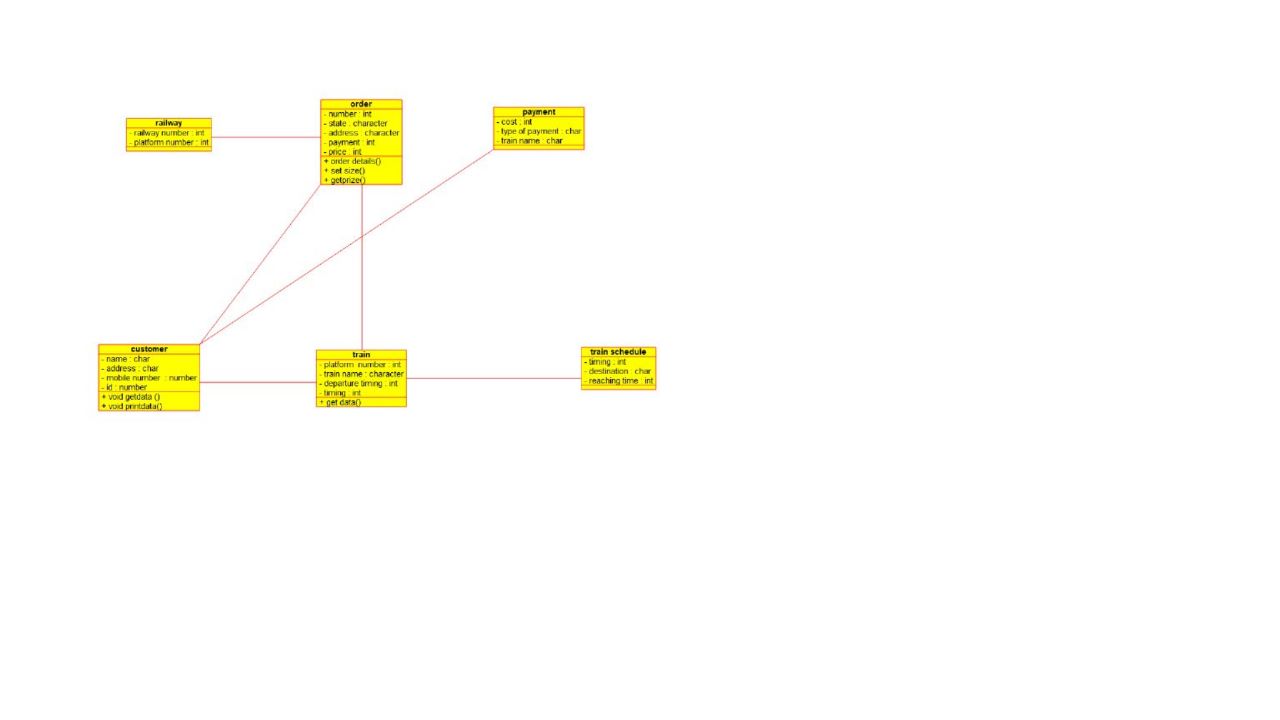 railway
- railway number : int
- platform number : int
order
- number : int
- state : character
- address : character
- payment : int
- price : int
+ order details()
+ set size()
+ getprize()
payment
- cost : int
- type of payment : char
- train name : char
customer
- name : char
- address : char
- mobile number : number
- id : number
+ void getdata ()
+ void printdata()
train
- platform number : int
- train name : character
- departure timing : int
- timing : int
+ get data()
train schedule
- timing : int
- destination : char
- reaching time : int